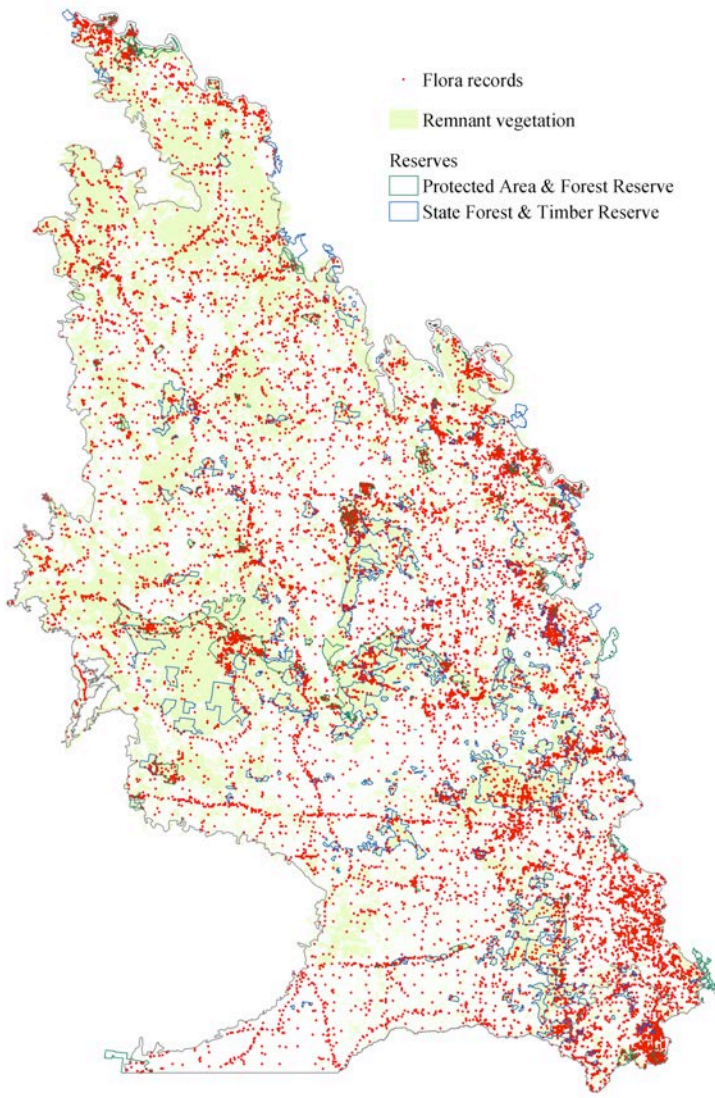 Flora records
Remnant vegetation
Reserves
Protected Area & Forest Reserve
State Forest & Timber Reserve